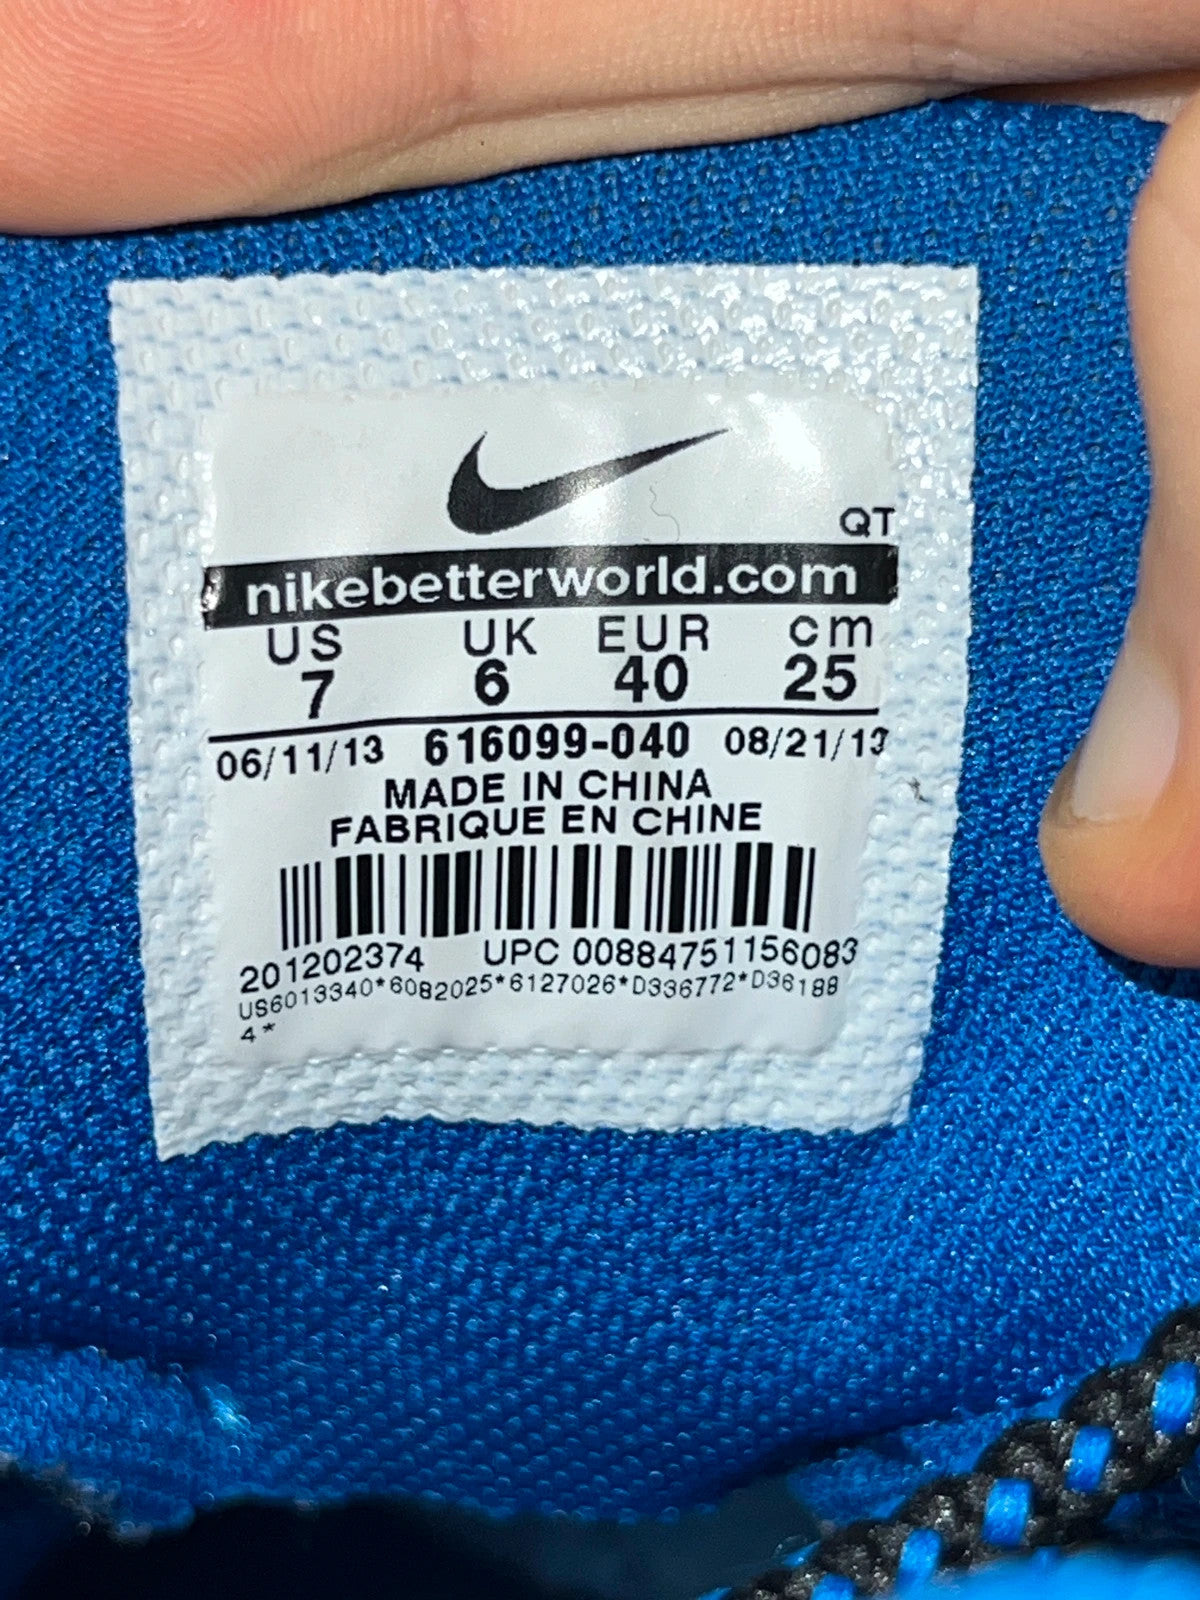 QT
nikebetterworld.com
US UK EUR cm
7 6 40 25
06/11/13 616099-040 08/21/13
MADE IN CHINA
FABRIQUE EN CHINE
201202374 UPC 00884751156083
US6013340*6082025*6127026*D336772*D36188
4*